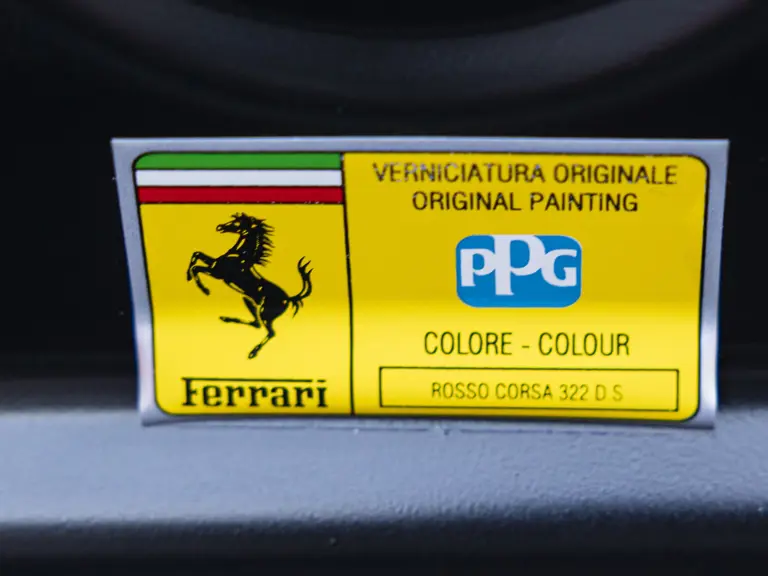 Ferrari
VERNICIATURA ORIGINALE
ORIGINAL PAINTING
PPG
COLORE - COLOUR
ROSSO CORSA 322 D S